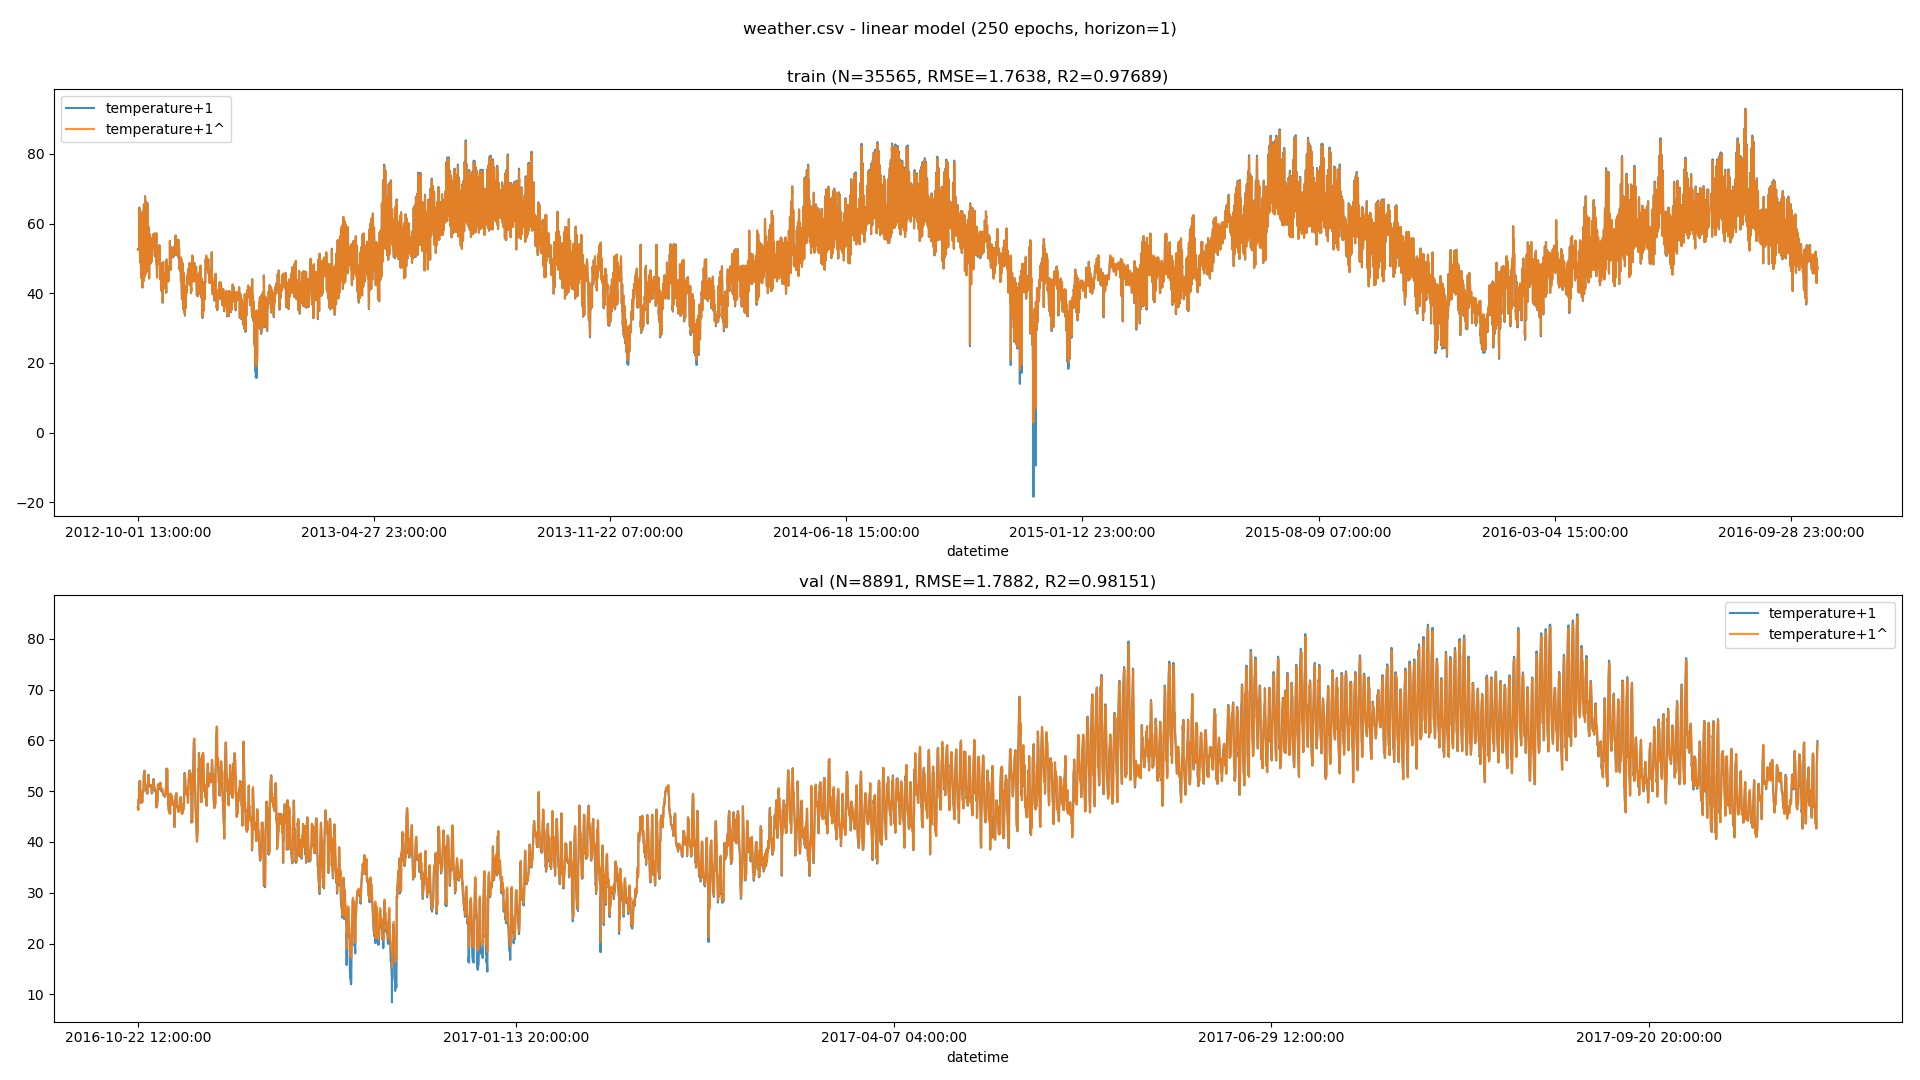 weather.csv - linear model (250 epochs, horizon=1)
train (N=35565, RMSE=1.7638, R2=0.97689)
temperature+1
temperature+1^
80
60
40
20
0
−20
2012-10-01 13:00:00 2013-04-27 23:00:00 2013-11-22 07:00:00 2014-06-18 15:00:00 2015-01-12 23:00:00 2015-08-09 07:00:00 2016-03-04 15:00:00 2016-09-28 23:00:00
datetime
val (N=8891, RMSE=1.7882, R2=0.98151)
temperature+1
temperature+1^
80
70
60
50
40
30
20
10
2016-10-22 12:00:00 2017-01-13 20:00:00 2017-04-07 04:00:00 2017-06-29 12:00:00 2017-09-20 20:00:00
datetime